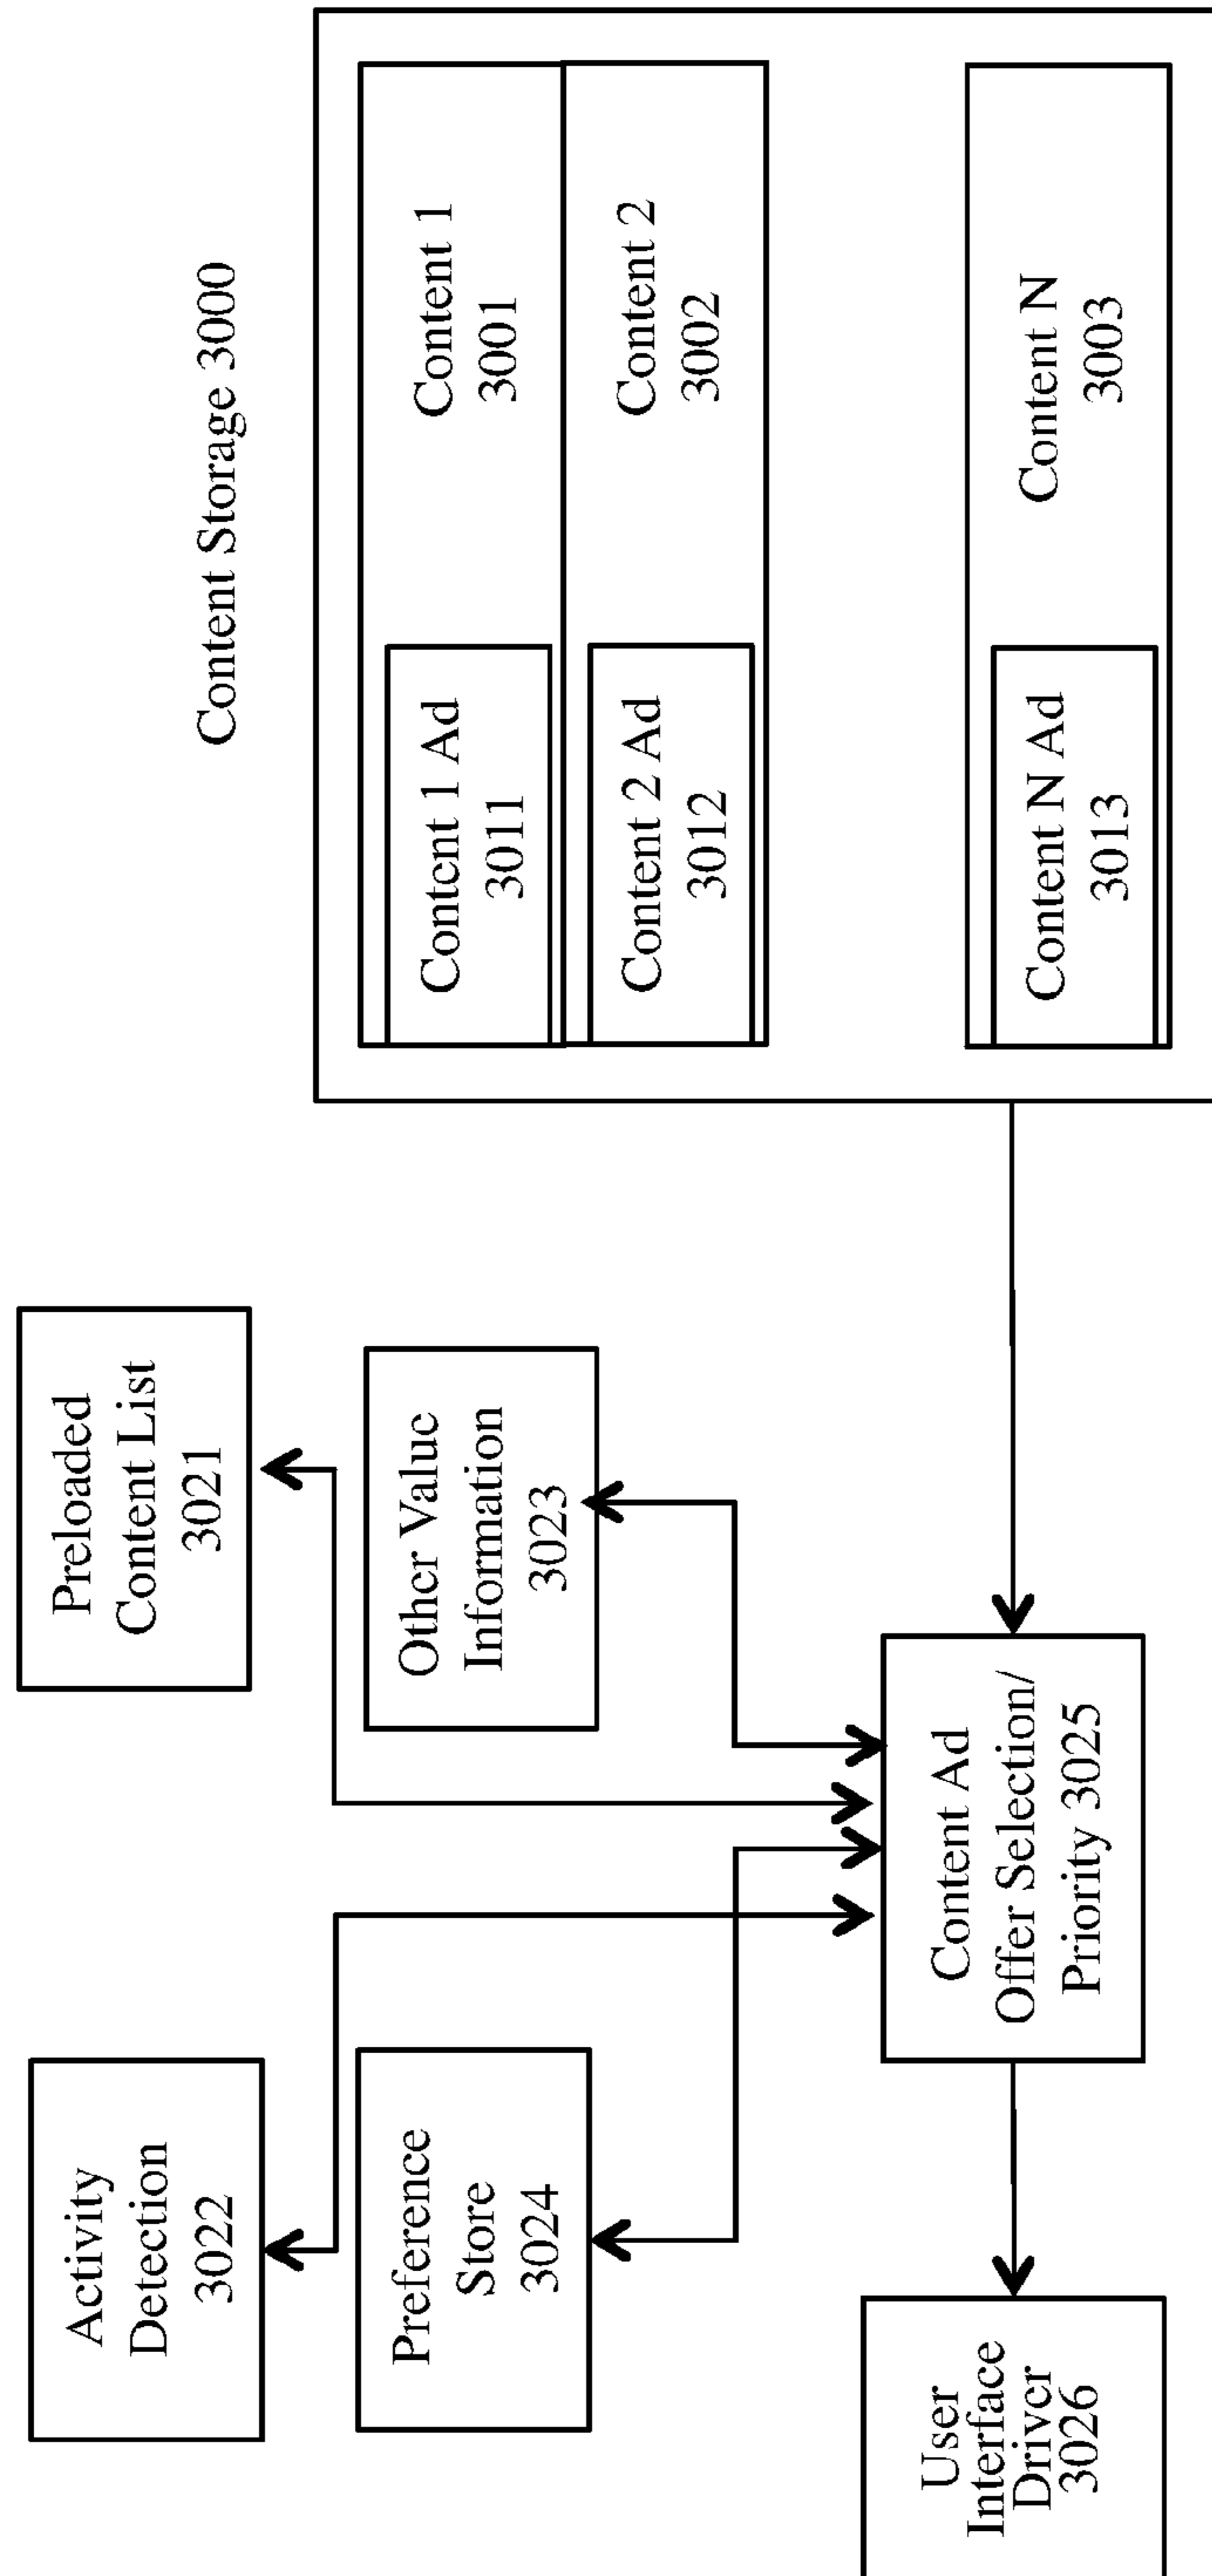 Activity
Detection
3022
Preloaded
Content List
3021
Content Storage 3000
Preference
Store
3024
Other Value
Information
3023
Content 1 Ad
3011
Content 1
3001
Content 2 Ad
3012
Content 2
3002
Content N Ad
3013
Content N
3003
User
Interface
Driver
3026
Content Ad
Offer Selection/
Priority 3025